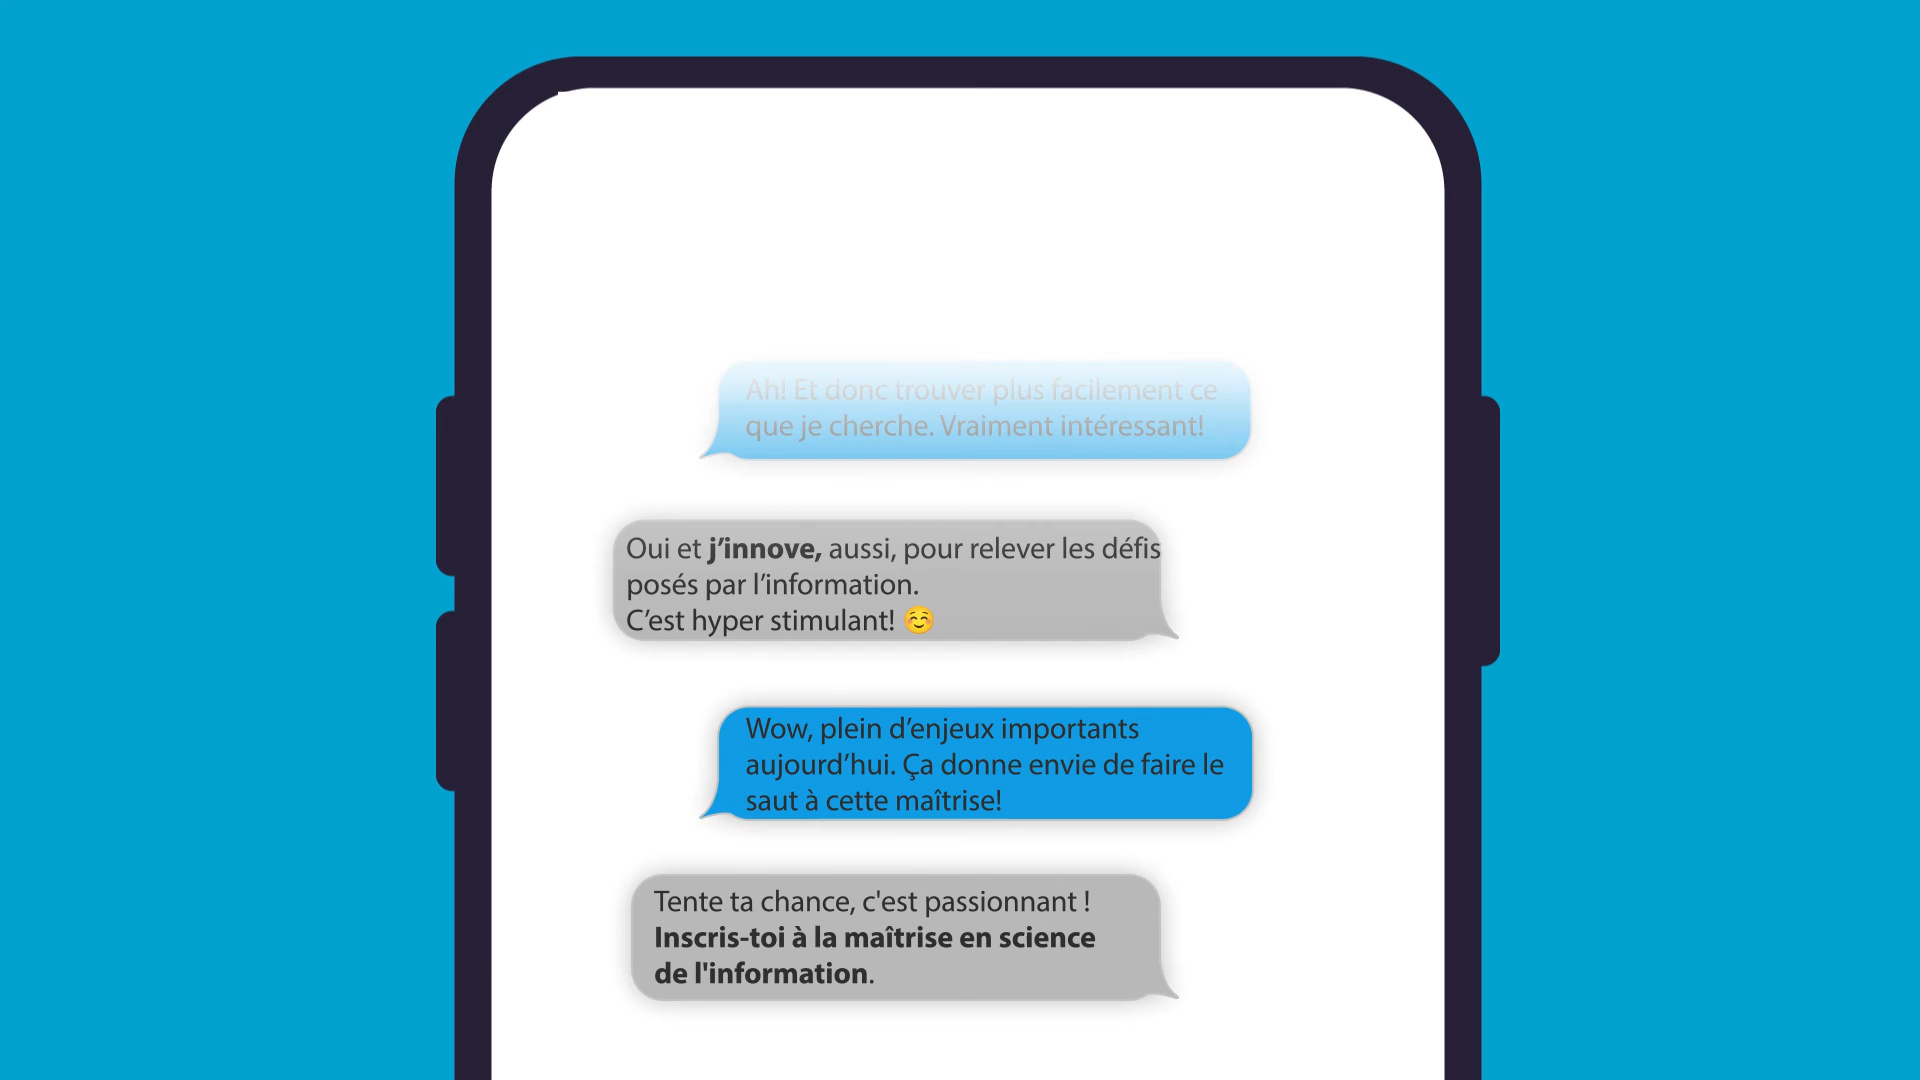 Ah! Et donc trouver plus facilement ce
que je cherche. Vraiment intéressant!
Oui et j’innove, aussi, pour relever les défis
posés par l’information.
C’est hyper stimulant! ☺️
Wow, plein d’enjeux importants
aujourd’hui. Ça donne envie de faire le
saut à cette maîtrise!
Tente ta chance, c'est passionnant !
Inscris-toi à la maîtrise en science
de l'information.